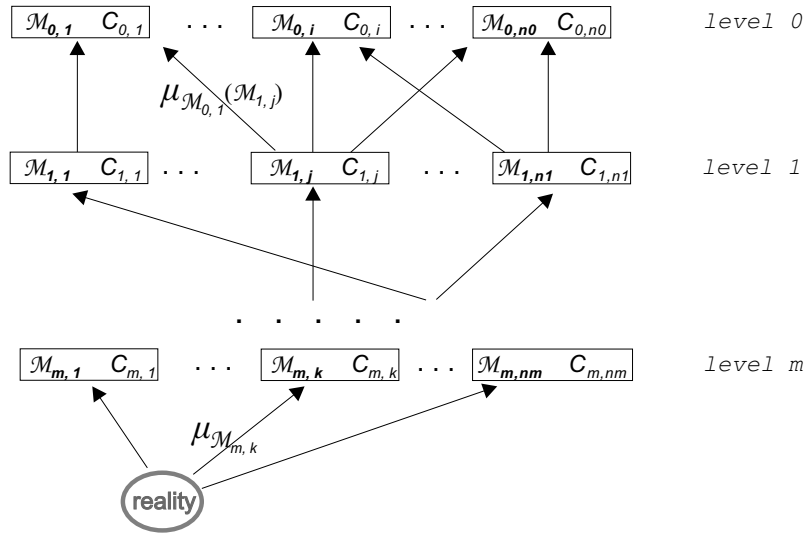 ℳ0, 1 C0, 1 . . . ℳ0, i C0, i . . . ℳ0,n0 C0,n0 level 0
μℳ0, 1(ℳ1, j)
ℳ1, 1 C1, 1 . . . ℳ1, j C1, j . . . ℳ1,n1 C1,n1 level 1
. . . . .
ℳm, 1 Cm, 1 . . . ℳm, k Cm, k . . . ℳm,nm Cm,nm level m
μℳm, k
reality